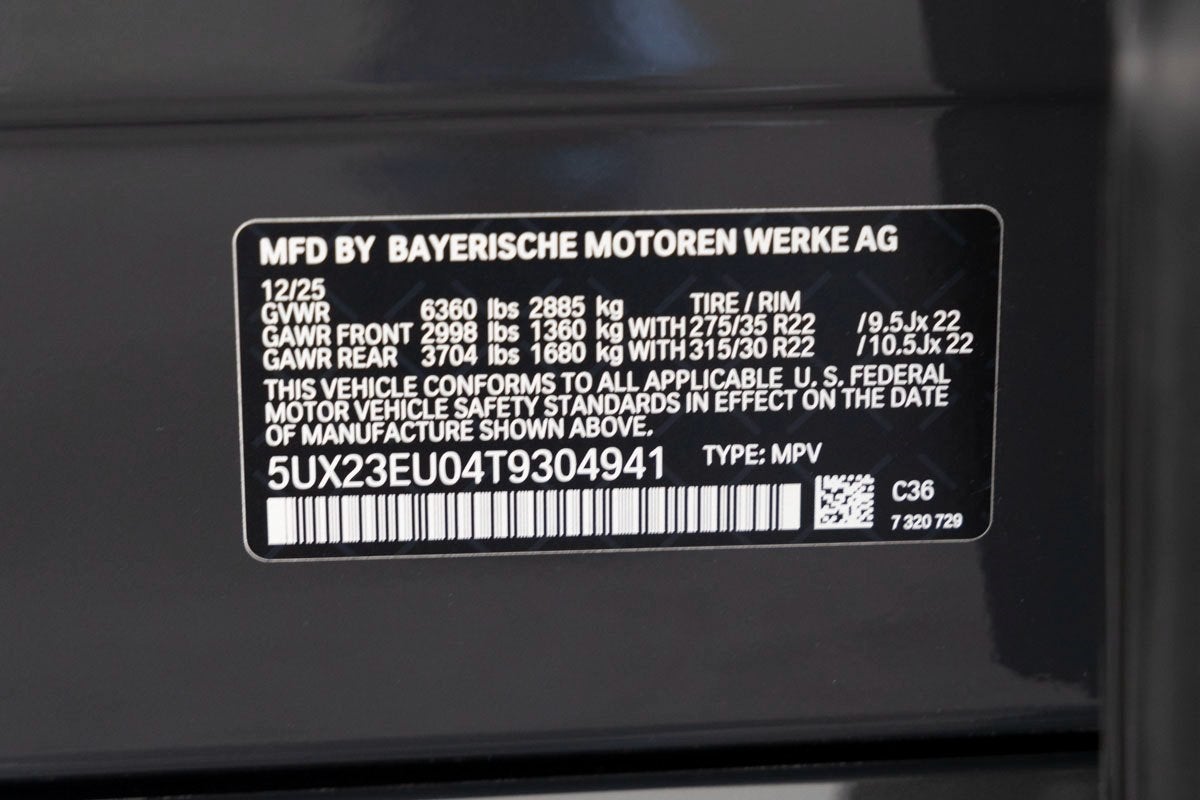 MFD BY BAYERISCHE MOTOREN WERKE AG
12/25
GVWR 6360 lbs 2885 kg TIRE / RIM
GAWR FRONT 2998 lbs 1360 kg WITH 275/35 R22 /9.5Jx 22
GAWR REAR 3704 lbs 1680 kg WITH 315/30 R22 /10.5Jx 22
THIS VEHICLE CONFORMS TO ALL APPLICABLE U. S. FEDERAL
MOTOR VEHICLE SAFETY STANDARDS IN EFFECT ON THE DATE
OF MANUFACTURE SHOWN ABOVE.
5UX23EU04T9304941 TYPE: MPV
C36
7 320 729